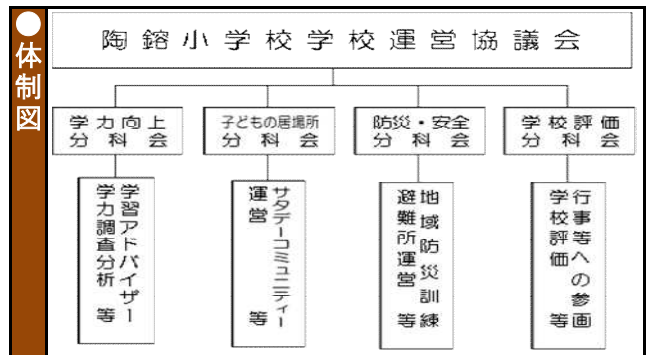 ●体制図
陶鎔小学校学校運営協議会
学力向上
分科会
子どもの居場所
分科会
防災・安全
分科会
学校評価
分科会
学習アドバイザー
学力調査分析 等
サタデーコミュニティー
運営 等
地域防災訓練
避難所運営 等
行事等への参画
学校評価 等